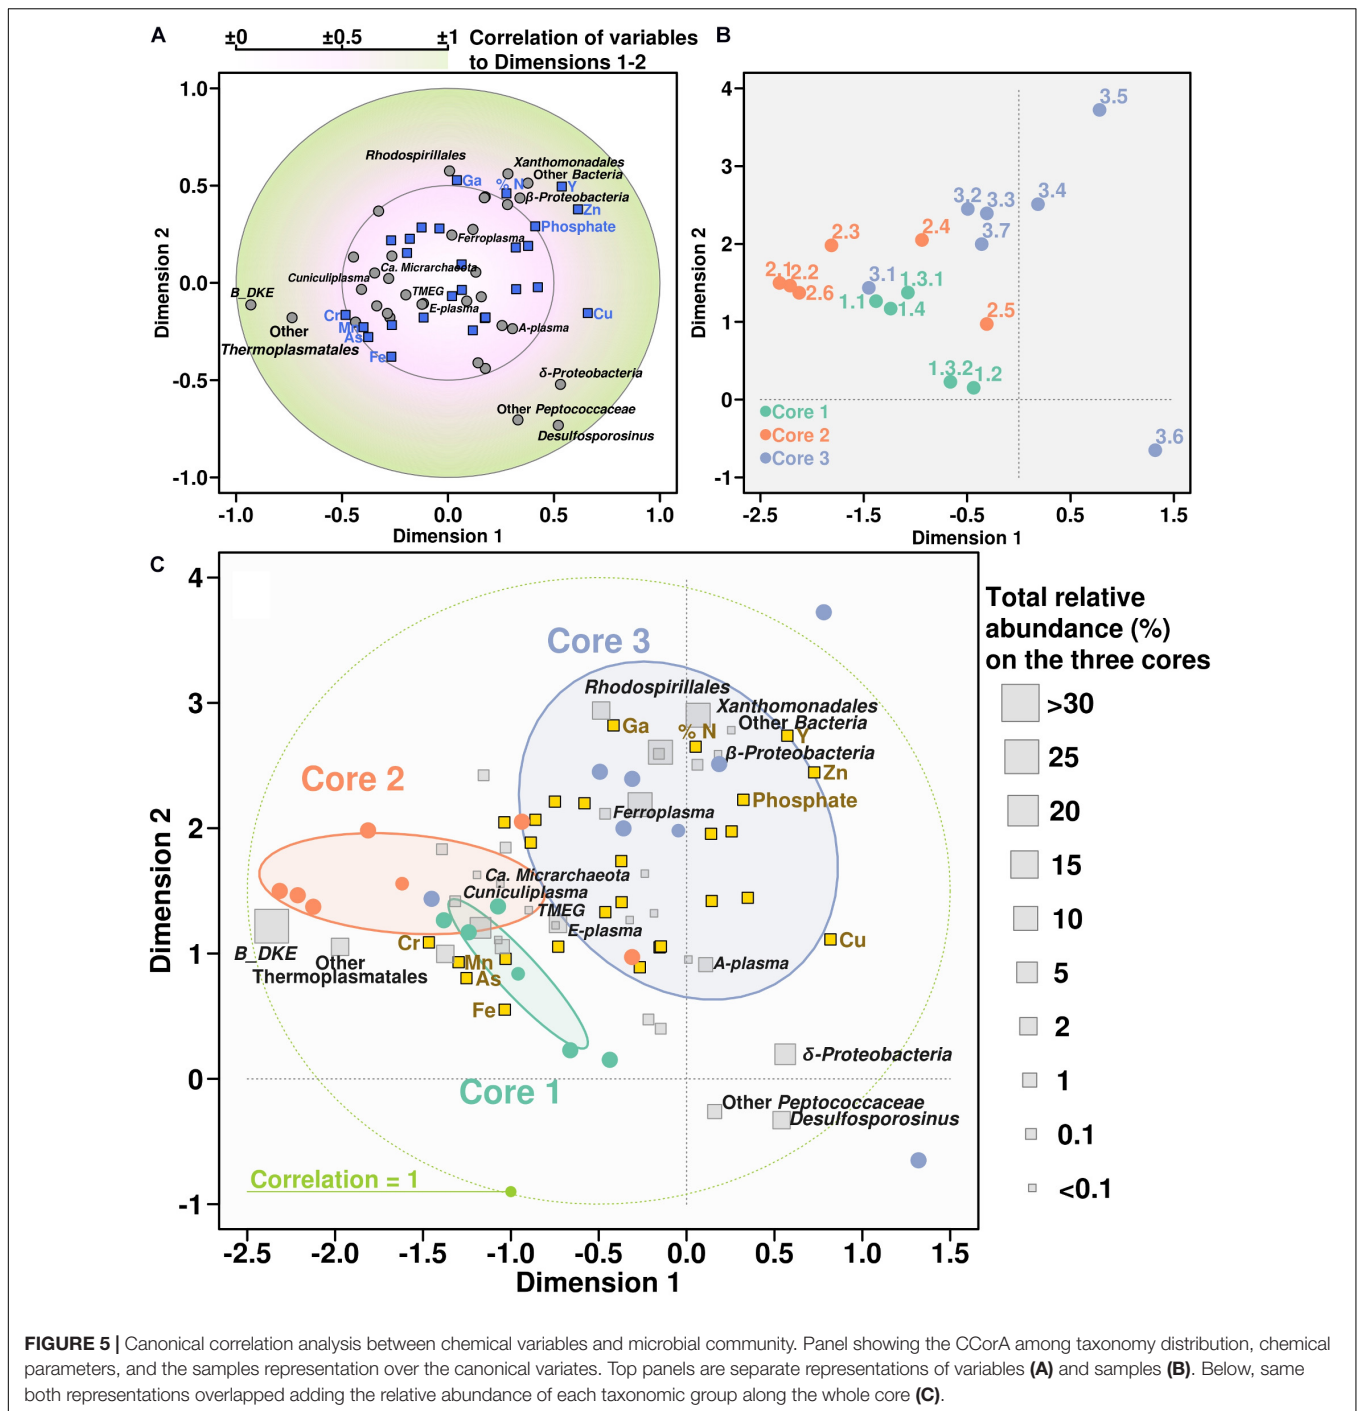 A
±0 ±0.5 ±1 Correlation of variables
to Dimensions 1-2
1.0
0.5
0.0
-0.5
-1.0
Dimension 2
Rhodospirillales
Xanthomonadales
Ga % N Other Bacteria
Y
β-Proteobacteria
Zn
Phosphate
Ferroplasma
Ca. Micrarchaeota
Cuniculiplasma
B_DKE TMEG
E-plasma
Cr Cu
Other Mn A-plasma
As
Thermoplasmatales
Fe
δ-Proteobacteria
Other Peptococcaceae
Desulfosporosinus
-1.0 -0.5 0.0 0.5 1.0
Dimension 1
B
4
3
2
1
0
-1
Dimension 2
3.5
3.4
3.2 3.3
2.3 2.4
3.7
2.1 2.2 3.1 1.3.1
2.6 1.1 1.4
2.5
1.3.2 1.2
Core 1
Core 2
Core 3
3.6
-2.5 -1.5 -0.5 0.5 1.5
Dimension 1
C
4
3
2
1
0
-1
Dimension 2
Core 3
Rhodospirillales
Xanthomonadales
Ga % N Other Bacteria
Y
β-Proteobacteria
Core 2 Zn
Phosphate
Ferroplasma
Ca. Micrarchaeota
Cuniculiplasma
TMEG
E-plasma
B_DKE Cr Cu
Other Mn A-plasma
Thermoplasmatales As
Fe
δ-Proteobacteria
Core 1
Other Peptococcaceae
Desulfosporosinus
Correlation = 1
-2.5 -2.0 -1.5 -1.0 -0.5 0.0 0.5 1.0 1.5
Dimension 1
Total relative
abundance (%)
on the three cores
>30
25
20
15
10
5
2
1
0.1
<0.1
FIGURE 5 | Canonical correlation analysis between chemical variables and microbial community. Panel showing the CCorA among taxonomy distribution, chemical
parameters, and the samples representation over the canonical variates. Top panels are separate representations of variables (A) and samples (B). Below, same
both representations overlapped adding the relative abundance of each taxonomic group along the whole core (C).